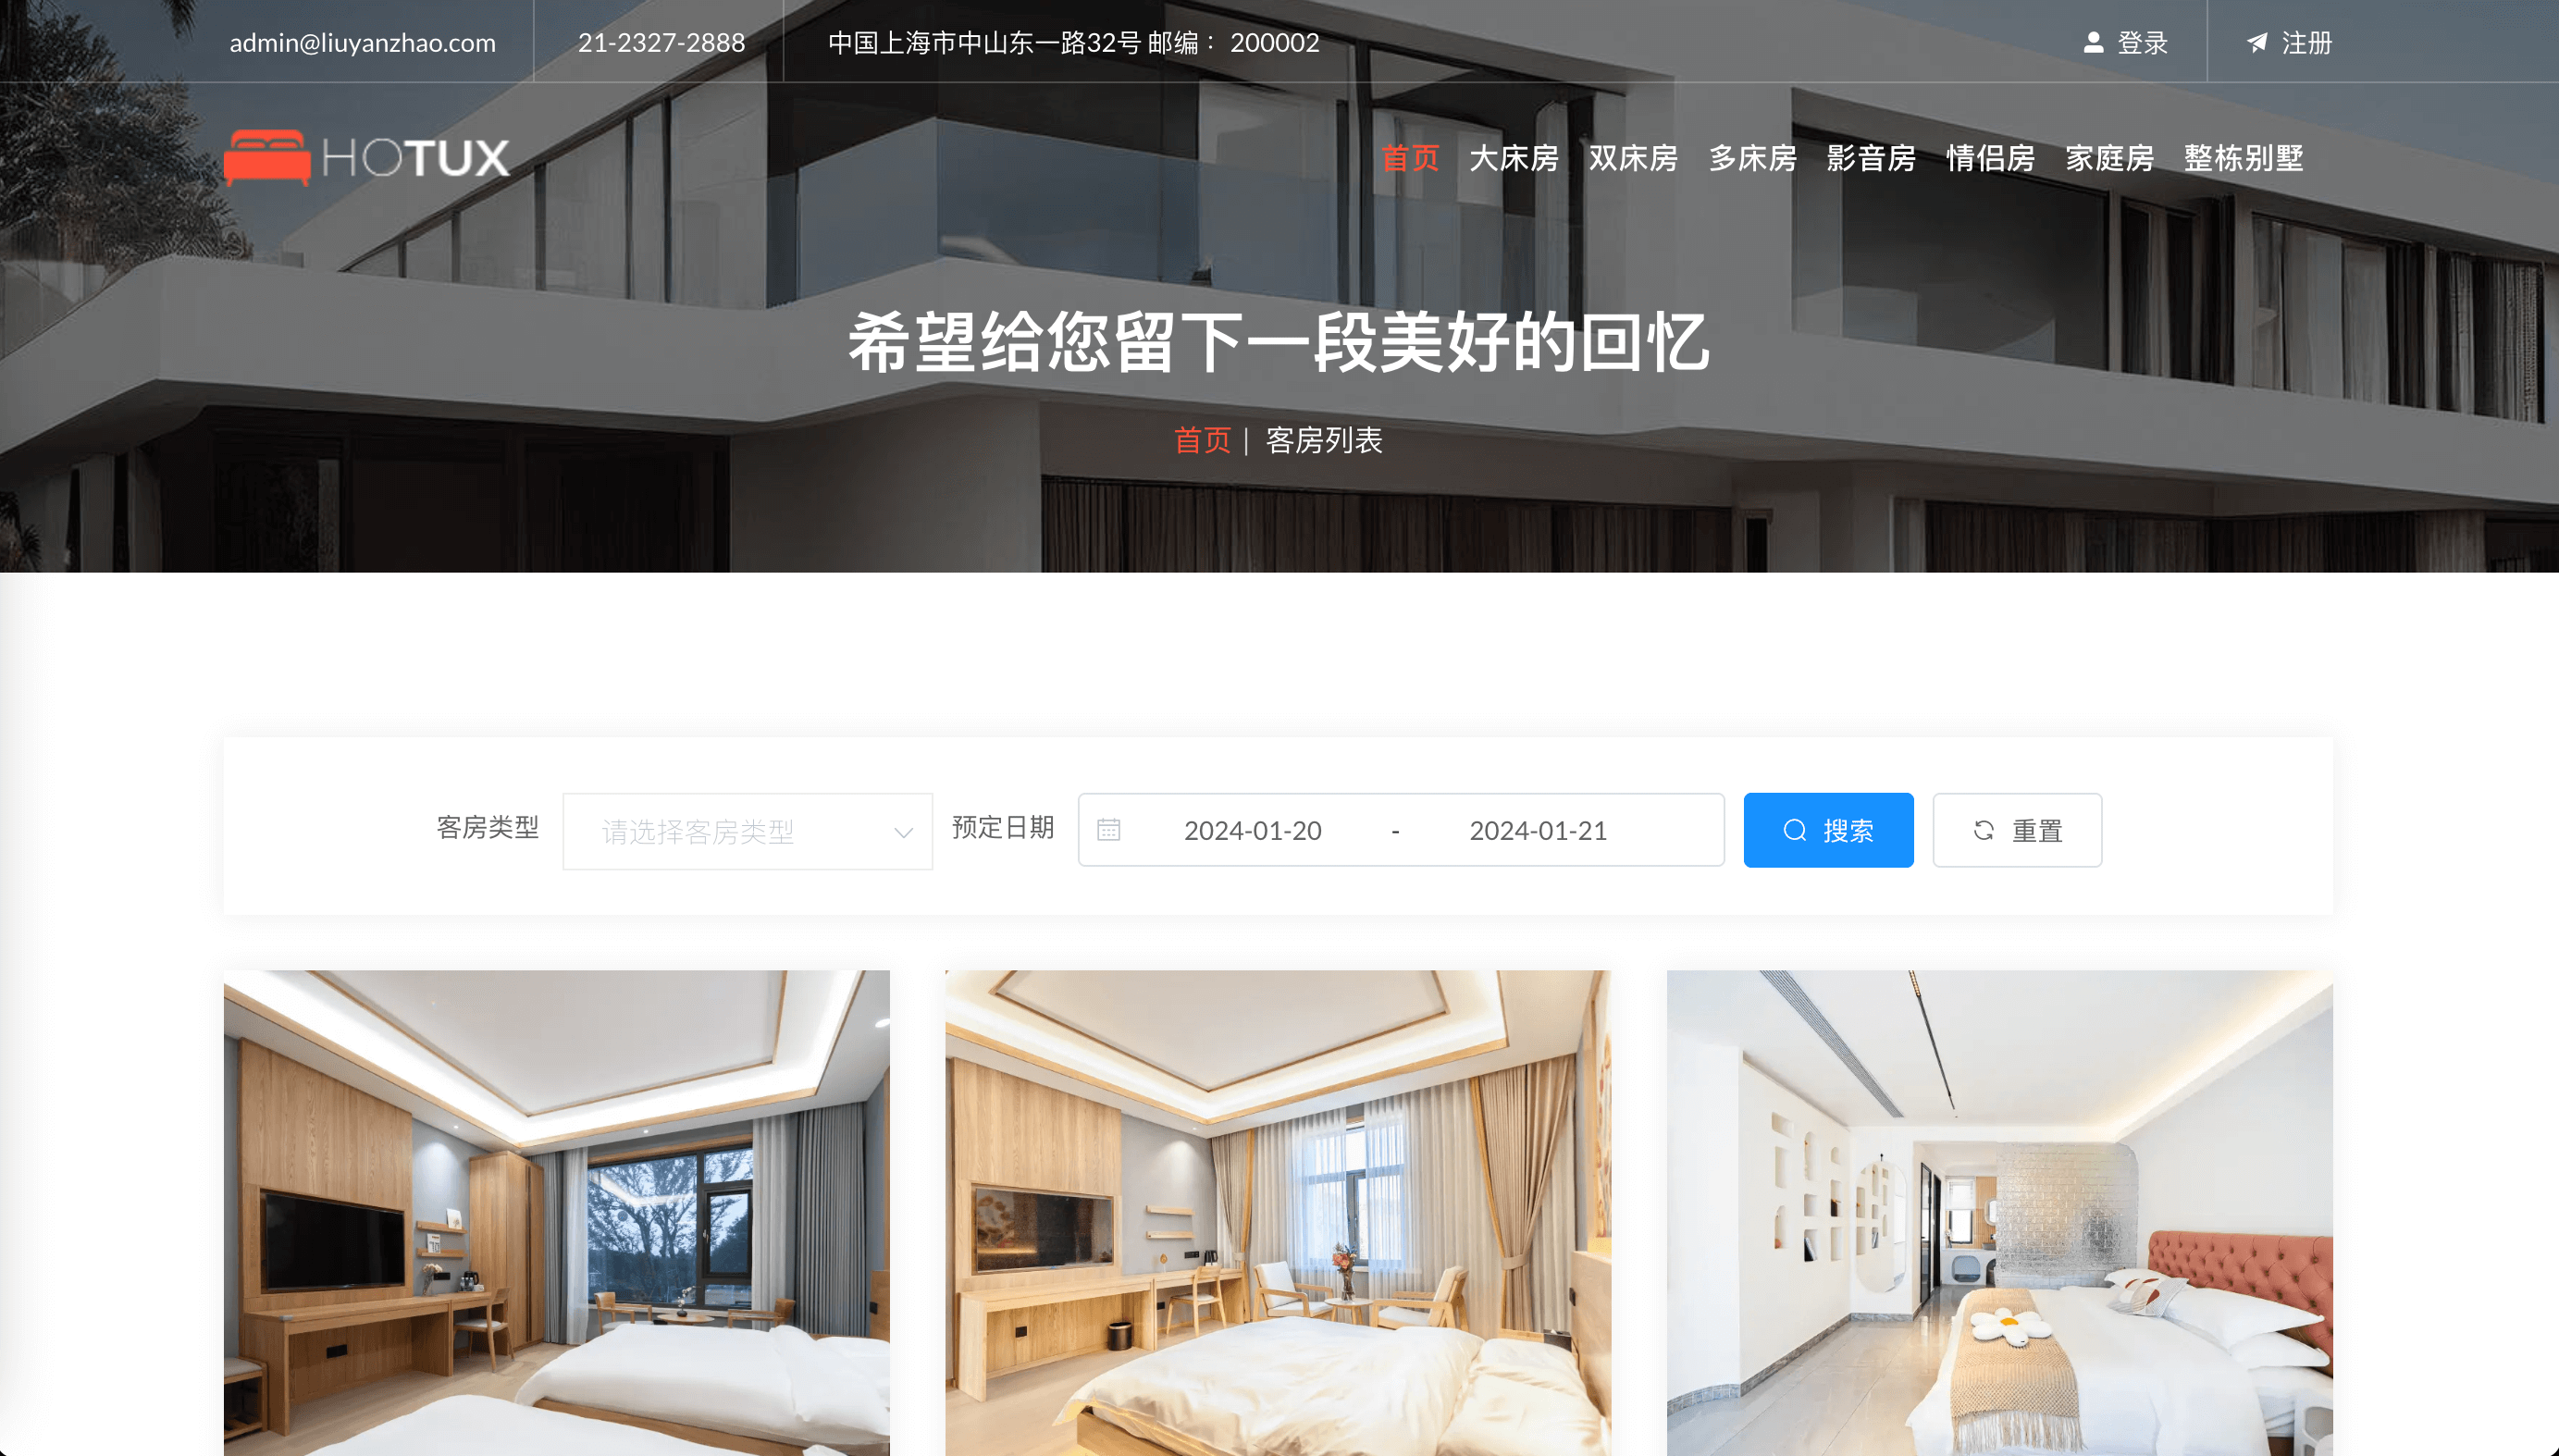 admin@liuyanzhao.com
21-2327-2888
中国上海市中山东一路32号 邮编： 200002
登录
注册
HOTUX
首页 大床房 双床房 多床房 影音房 情侣房 家庭房 整栋别墅
希望给您留下一段美好的回忆
首页 | 客房列表
客房类型 请选择客房类型 预定日期 2024-01-20 - 2024-01-21 搜索 重置